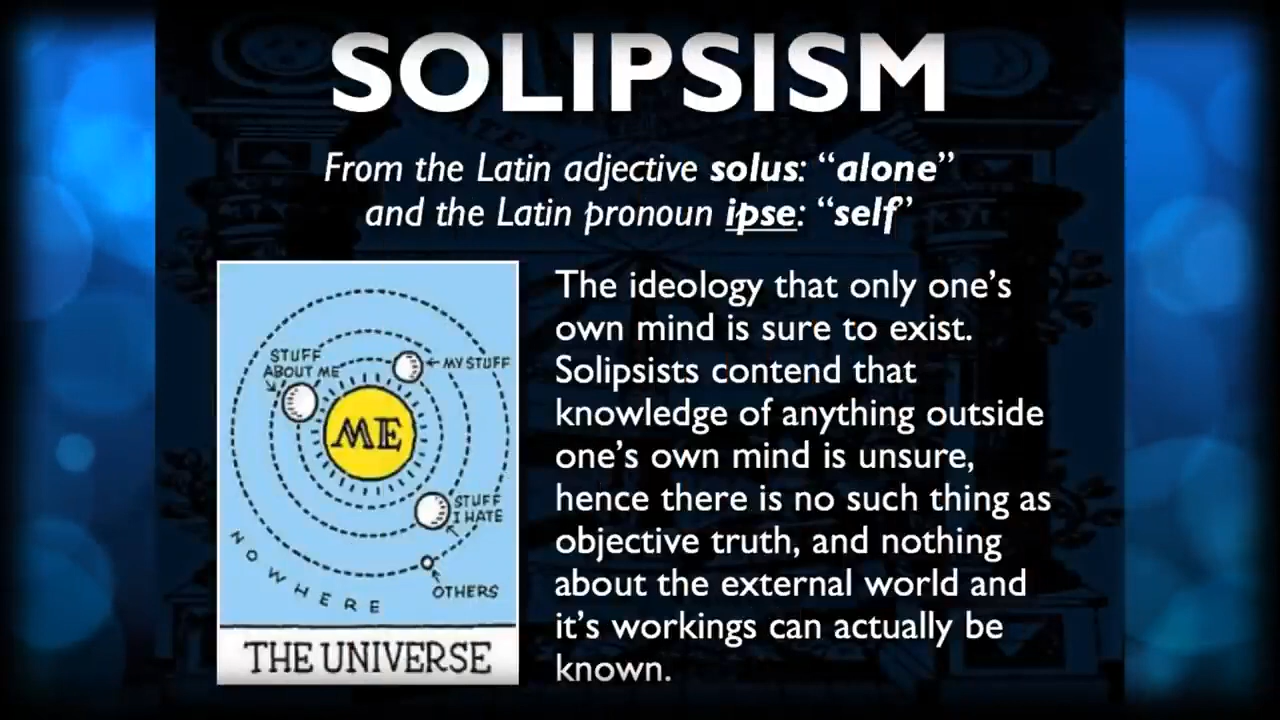 SOLIPSISM
From the Latin adjective solus: “alone”
and the Latin pronoun ipse: “self”
The ideology that only one’s
own mind is sure to exist.
Solipsists contend that
knowledge of anything outside
one’s own mind is unsure,
hence there is no such thing as
objective truth, and nothing
about the external world and
it’s workings can actually be
known.
STUFF
ABOUT ME
MY STUFF
ME
STUFF
I HATE
OTHERS
NOWHERE
THE UNIVERSE